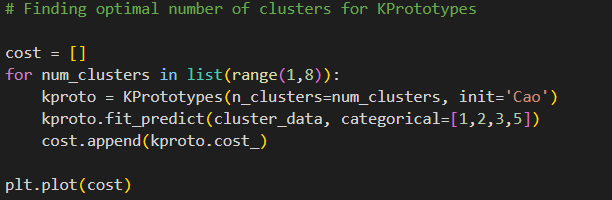 # Finding optimal number of clusters for KPrototypes
cost = []
for num_clusters in list(range(1,8)):
    kproto = KPrototypes(n_clusters=num_clusters, init='Cao')
    kproto.fit_predict(cluster_data, categorical=[1,2,3,5])
    cost.append(kproto.cost_)
plt.plot(cost)